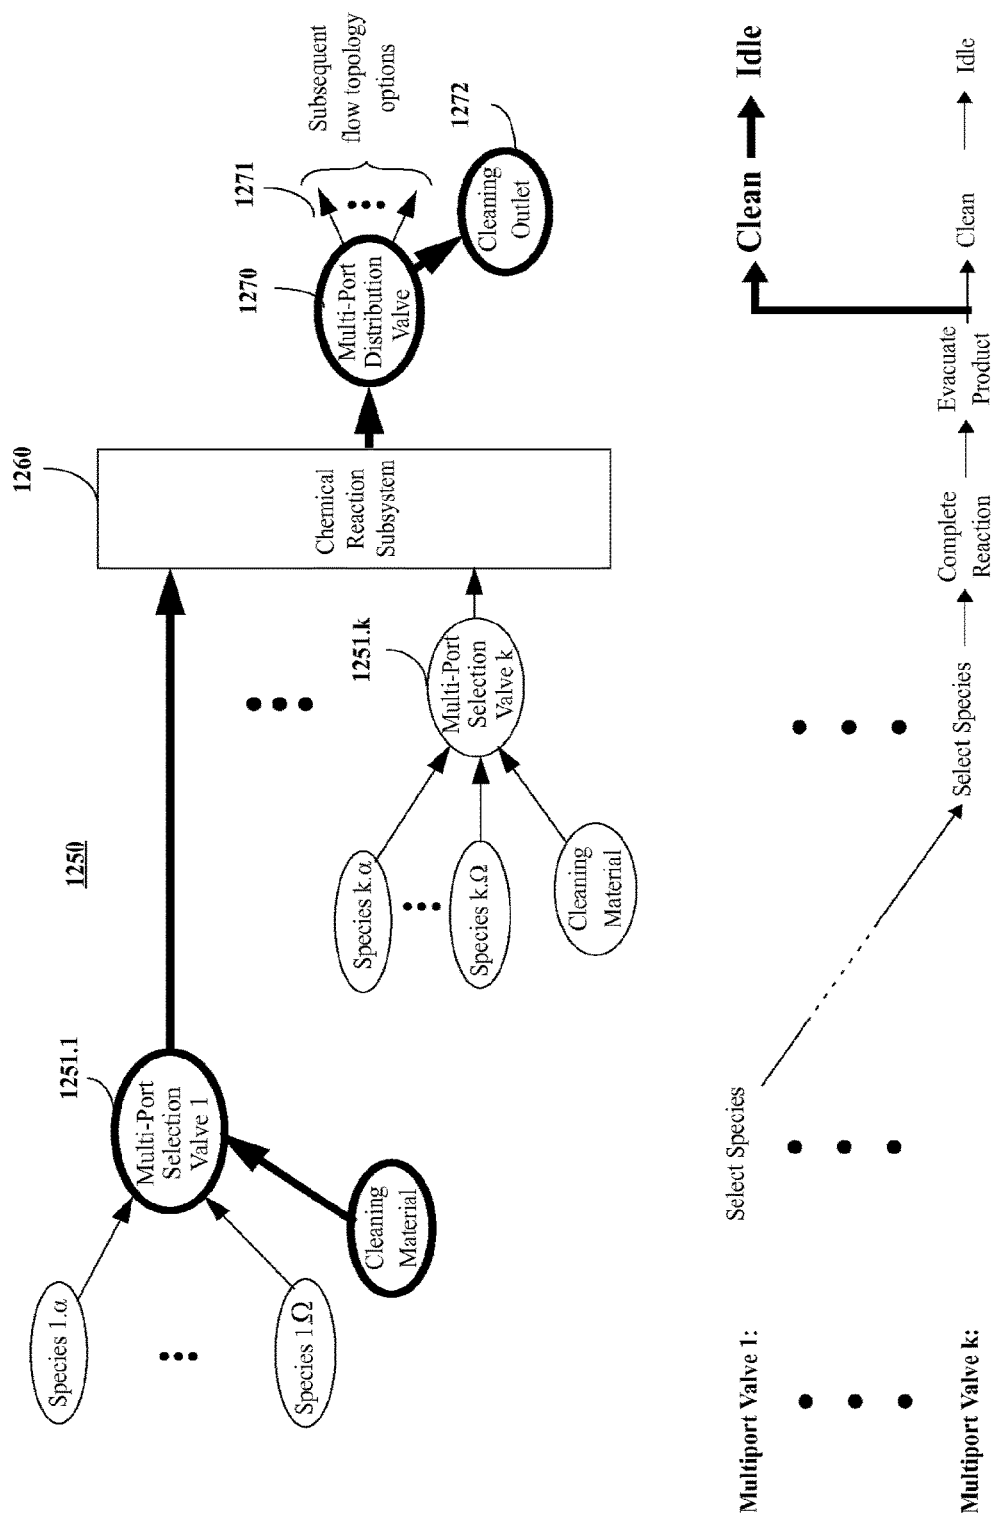 1250
1251.1
Species 1.α
Species 1.Ω
Cleaning
Material
Multi-Port
Selection
Valve 1
Species k.α
Species k.Ω
Cleaning
Material
1251.k
Multi-Port
Selection
Valve k
1260
Chemical
Reaction
Subsystem
1270
Multi-Port
Distribution
Valve
1271
Subsequent
flow topology
options
1272
Cleaning
Outlet
Multiport Valve 1:
Select Species
Clean
Idle
Multiport Valve k:
Select Species
Complete
Reaction
Evacuate
Product
Clean
Idle